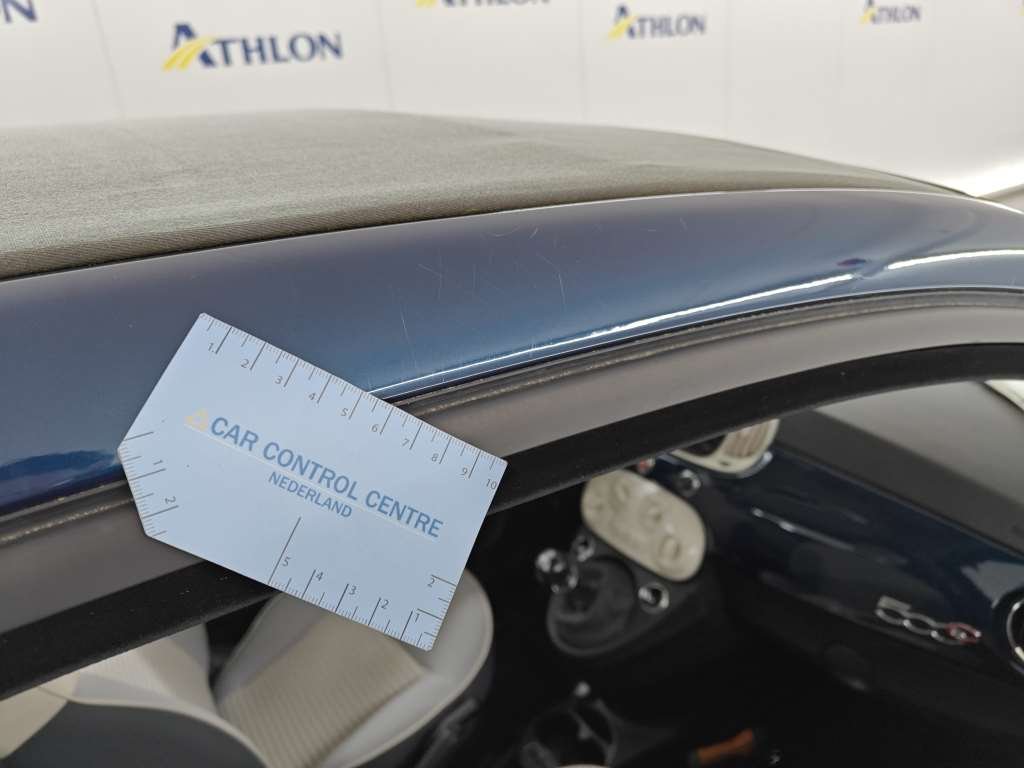 ATHLON
ATHLON
ATHLON
1 2 3 4 5 6 7 8 9 10
CAR CONTROL CENTRE
NEDERLAND
1
2
5 4 3 2 1
2
500